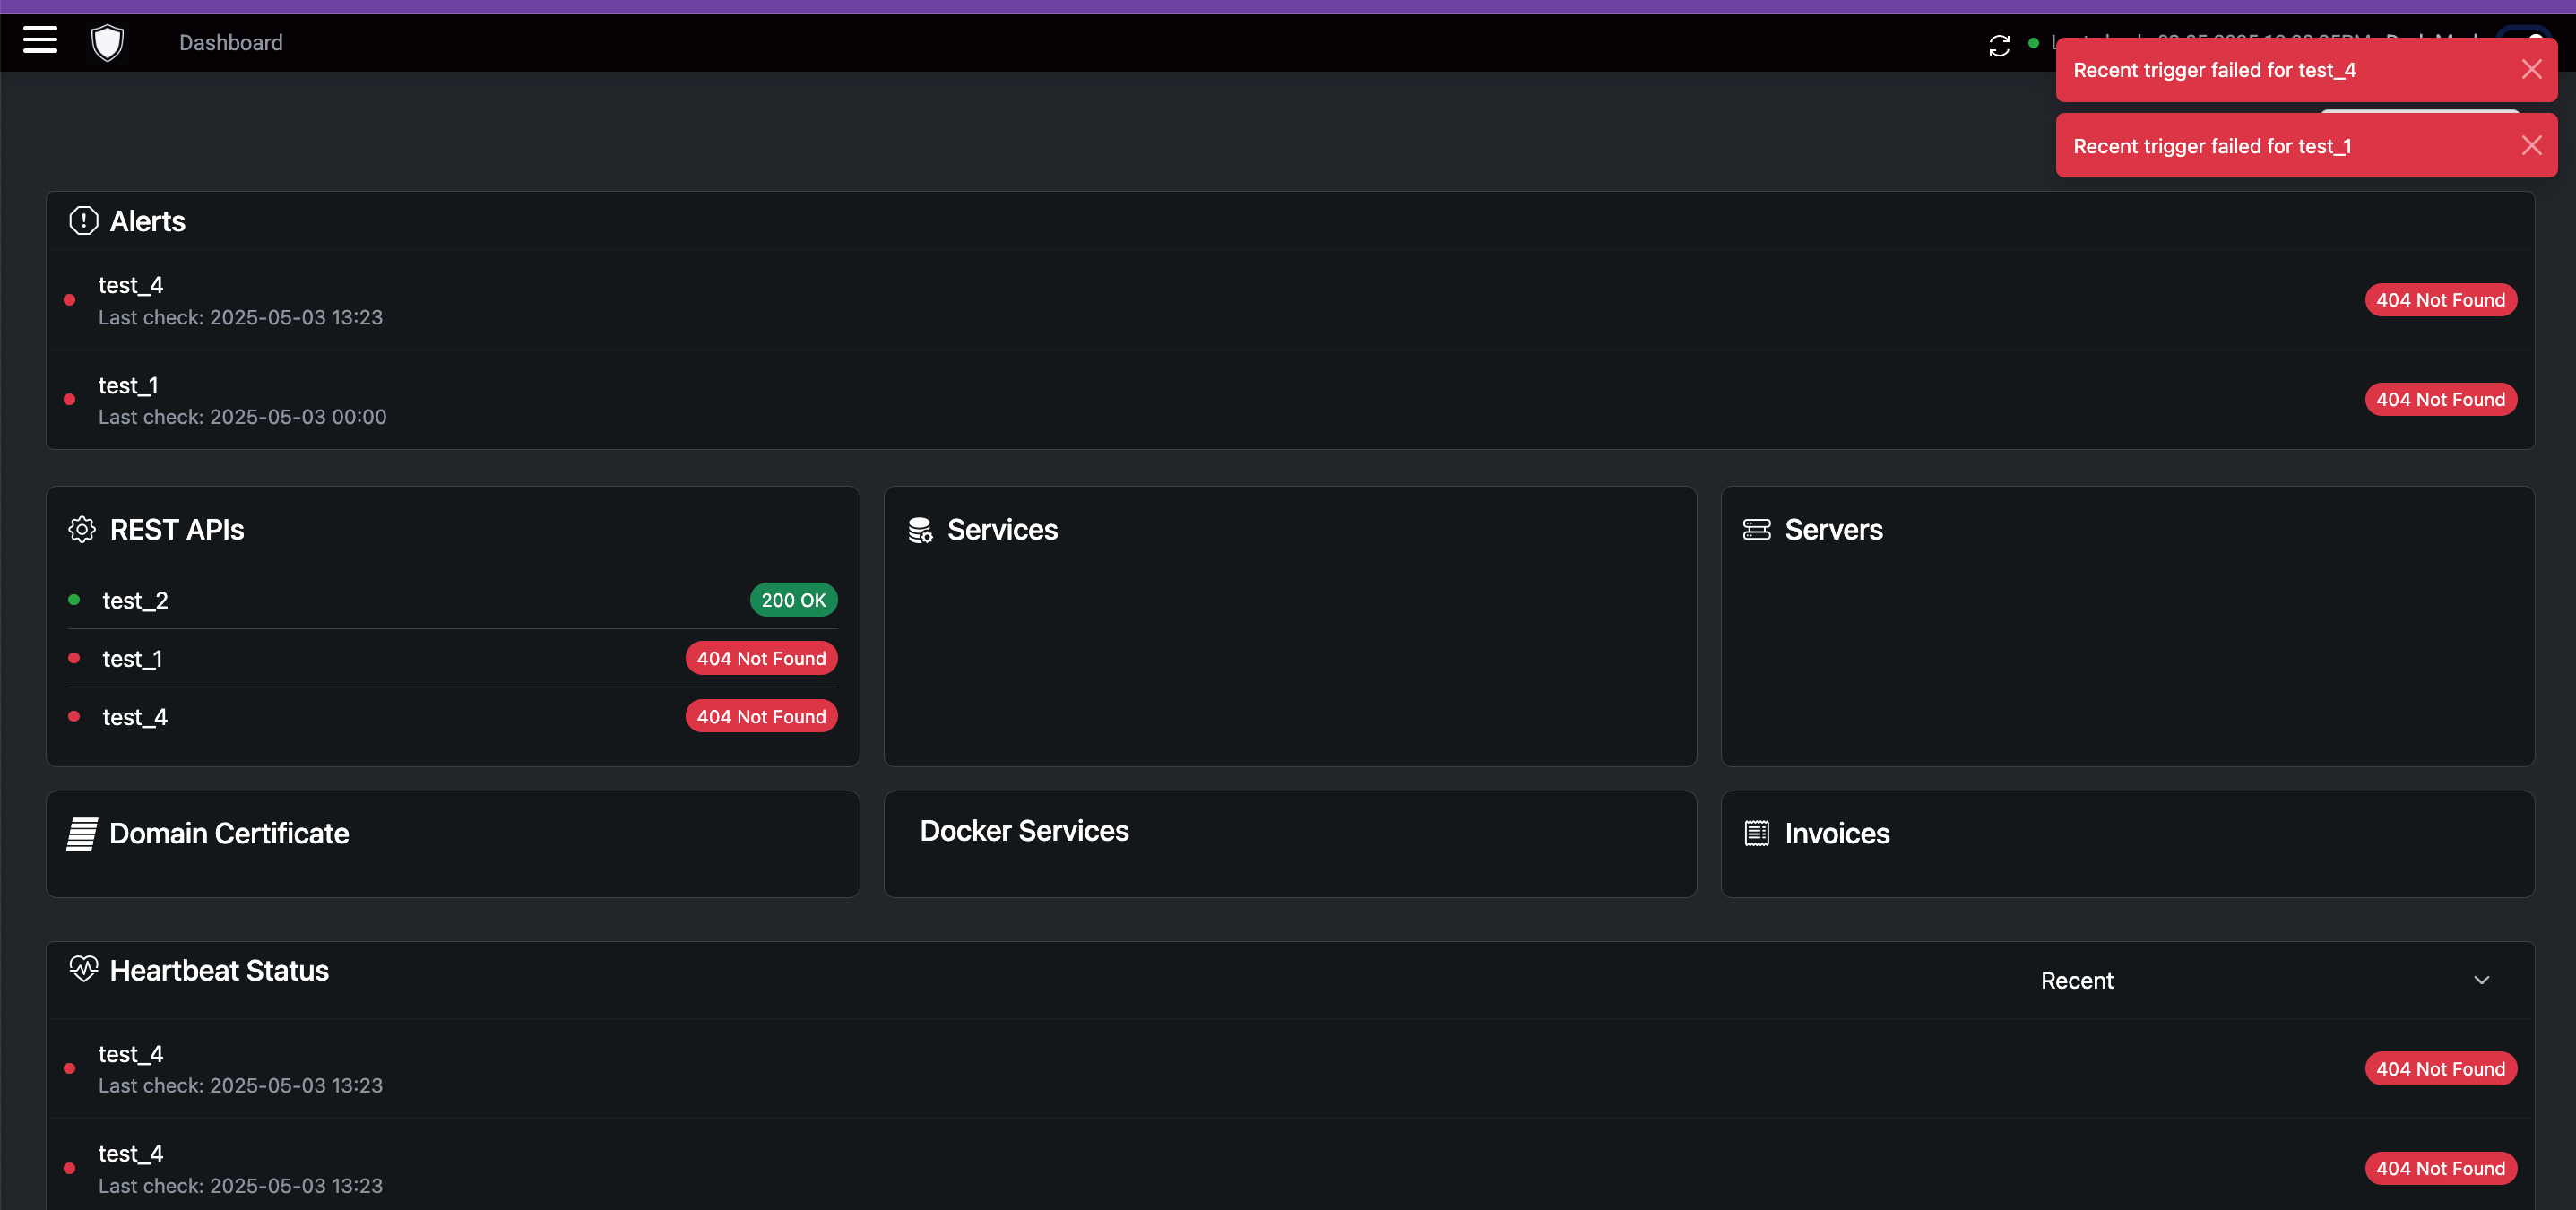 Dashboard
Recent trigger failed for test_4
Recent trigger failed for test_1
Alerts
test_4
Last check: 2025-05-03 13:23
404 Not Found
test_1
Last check: 2025-05-03 00:00
404 Not Found
REST APIs
test_2
200 OK
test_1
404 Not Found
test_4
404 Not Found
Services
Servers
Domain Certificate
Docker Services
Invoices
Heartbeat Status
Recent
test_4
Last check: 2025-05-03 13:23
404 Not Found
test_4
Last check: 2025-05-03 13:23
404 Not Found